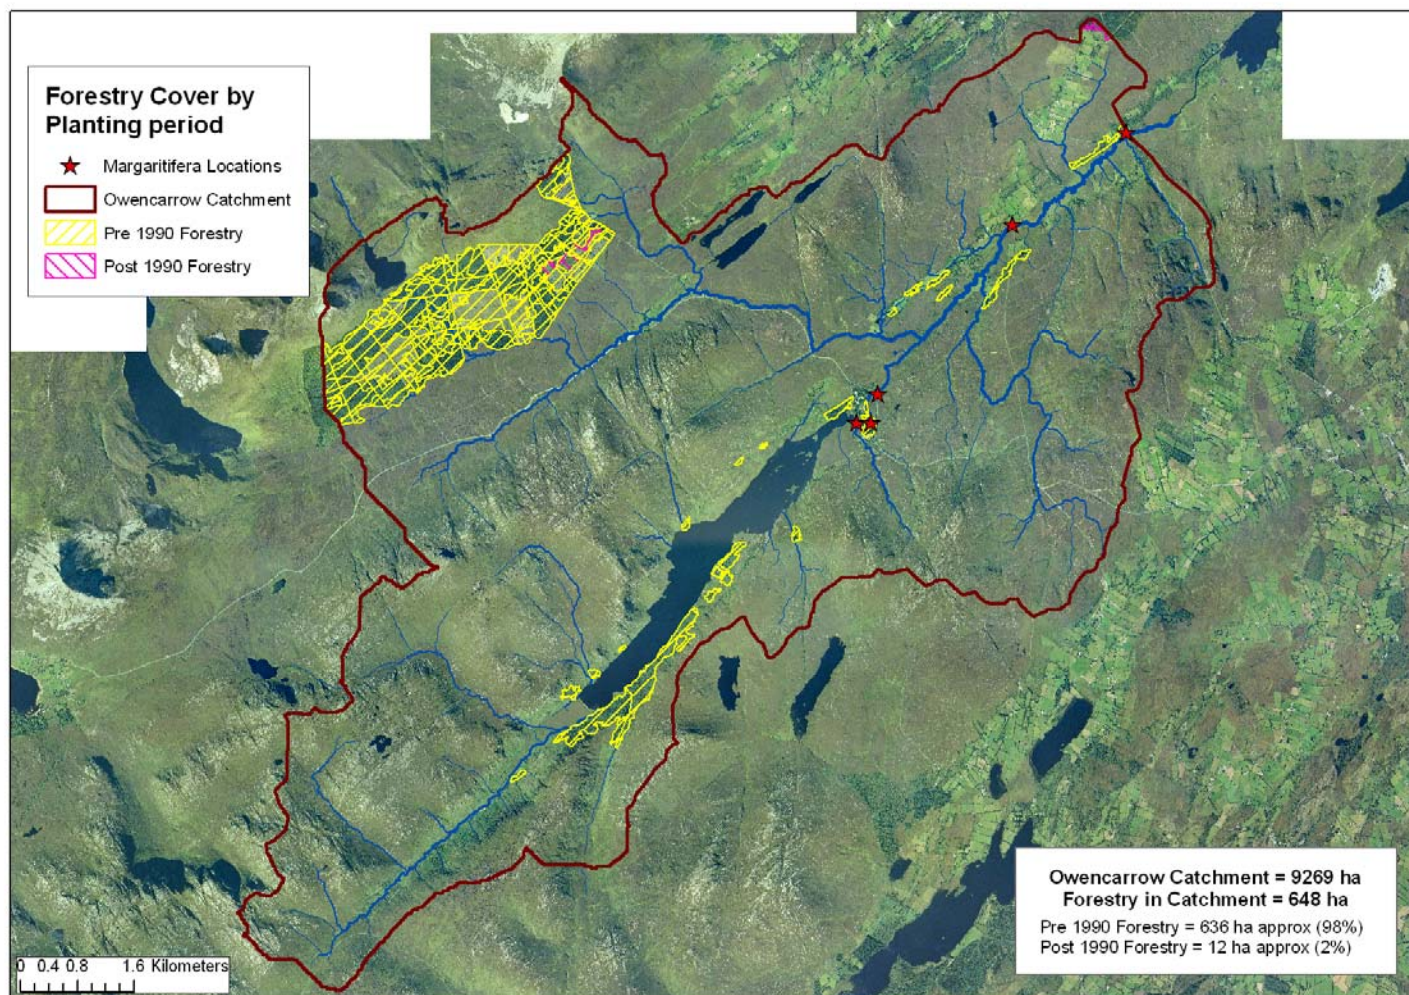 Forestry Cover by
Planting period
Margaritifera Locations
Owencarrow Catchment
Pre 1990 Forestry
Post 1990 Forestry
Owencarrow Catchment = 9269 ha
Forestry in Catchment = 648 ha
Pre 1990 Forestry = 636 ha approx (98%)
Post 1990 Forestry = 12 ha approx (2%)
0 0.4 0.8 1.6 Kilometers